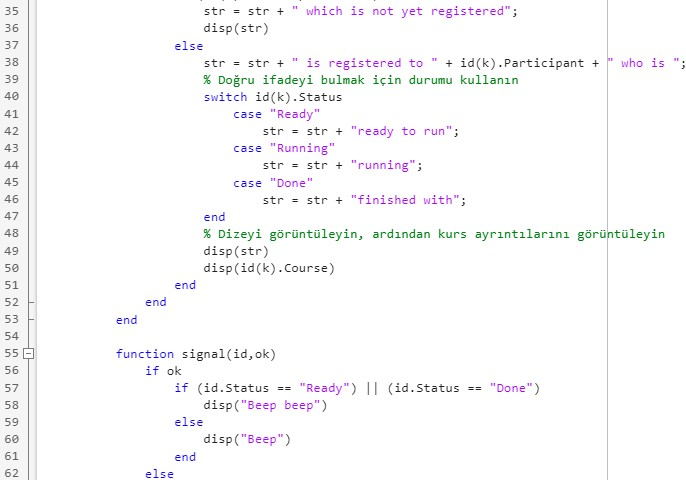 35 str = str + " which is not yet registered";
36 disp(str)
37 else
38 str = str + " is registered to " + id(k).Participant + " who is ";
39 % Doğru ifadeyi bulmak için durumu kullanın
40 switch id(k).Status
41 case "Ready"
42 str = str + "ready to run";
43 case "Running"
44 str = str + "running";
45 case "Done"
46 str = str + "finished with";
47 end
48 % Dizeyi görüntüleyin, ardından kurs ayrıntılarını görüntüleyin
49 disp(str)
50 disp(id(k).Course)
51 end
52 end
53 end
54
55 function signal(id,ok)
56 if ok
57 if (id.Status == "Ready") || (id.Status == "Done")
58 disp("Beep beep")
59 else
60 disp("Beep")
61 end
62 else